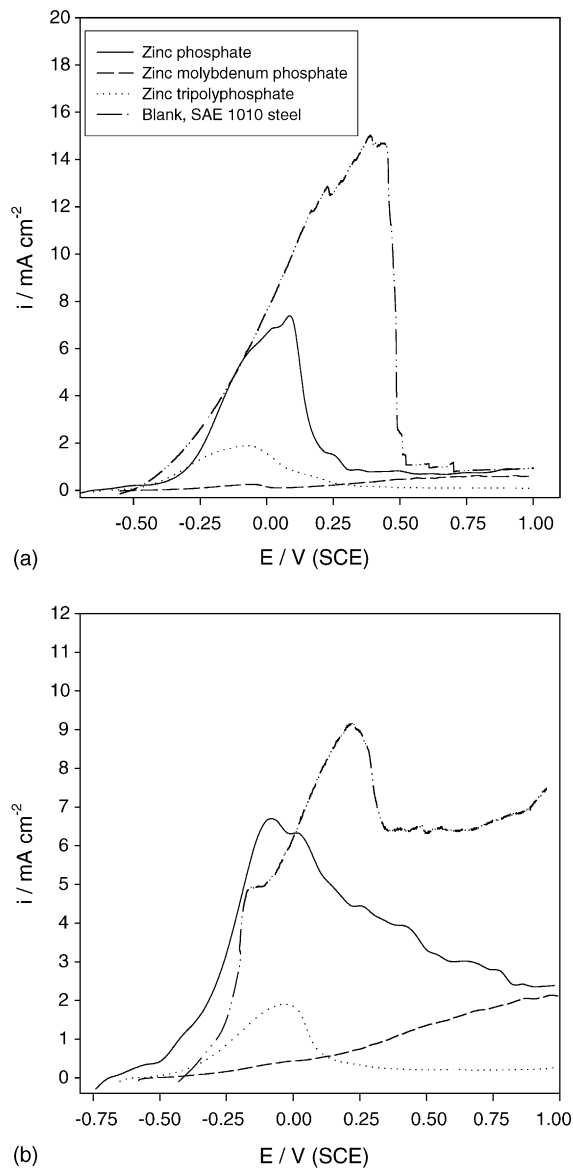 20
18
16
14
12
10
8
6
4
2
0
i / mA cm-2
Zinc phosphate
Zinc molybdenum phosphate
Zinc tripolyphosphate
Blank, SAE 1010 steel
-0.50 -0.25 0.00 0.25 0.50 0.75 1.00
(a) E / V (SCE)
12
11
10
9
8
7
6
5
4
3
2
1
0
i / mA cm-2
-0.75 -0.50 -0.25 0.00 0.25 0.50 0.75 1.00
(b) E / V (SCE)